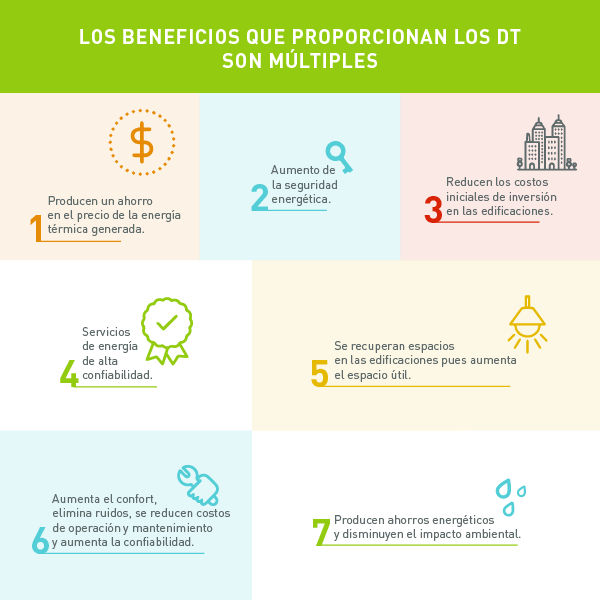 LOS BENEFICIOS QUE PROPORCIONAN LOS DT
SON MÚLTIPLES
1
Producen un ahorro
en el precio de la energía
térmica generada.
2
Aumento de
la seguridad
energética.
3
Reducen los costos
iniciales de inversión
en las edificaciones.
4
Servicios
de energía
de alta
confiabilidad.
5
Se recuperan espacios
en las edificaciones pues aumenta
el espacio útil.
6
Aumenta el confort,
elimina ruidos, se reducen costos
de operación y mantenimiento
y aumenta la confiabilidad.
7
Producen ahorros energéticos
y disminuyen el impacto ambiental.